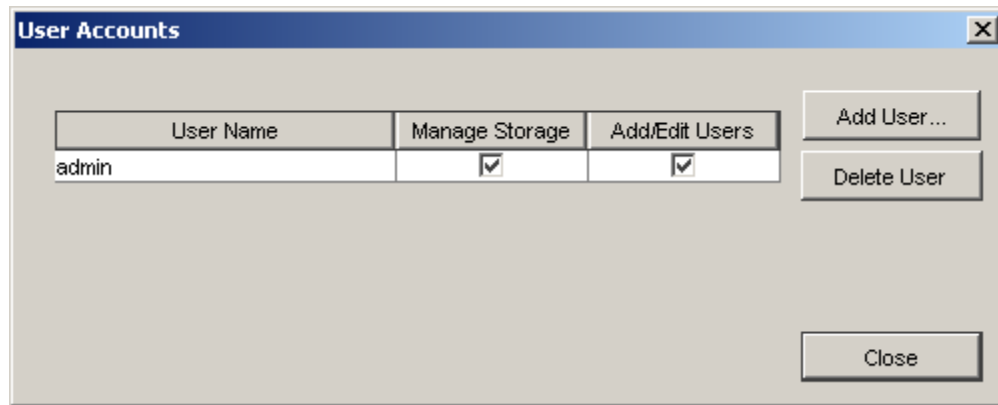 User Accounts
User Name Manage Storage Add/Edit Users
admin
Add User...
Delete User
Close